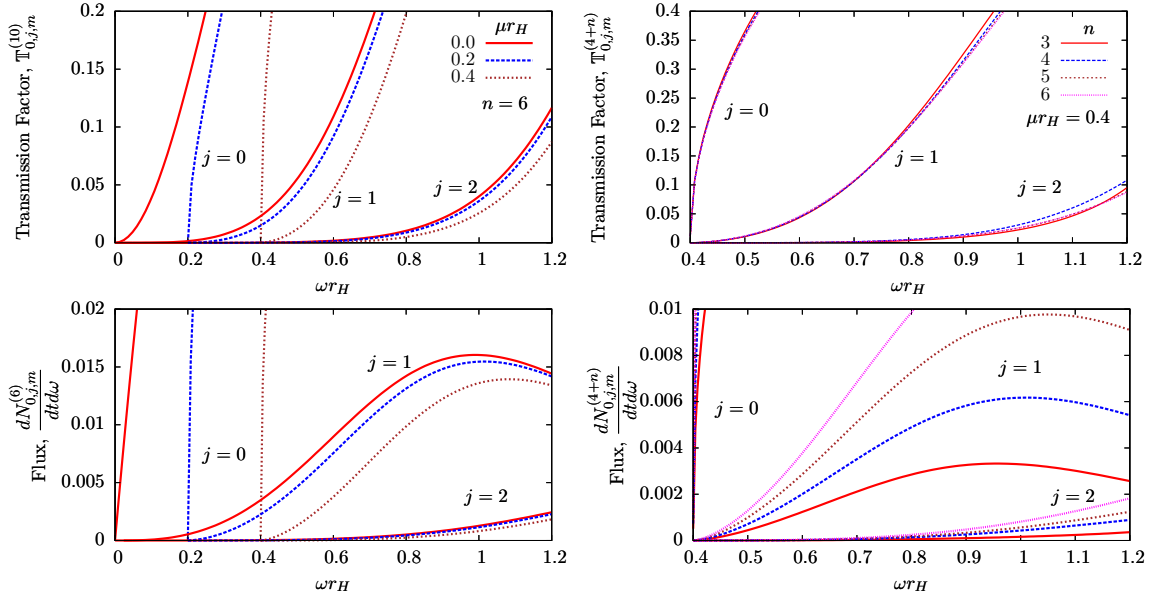 Transmission Factor, 𝕋^{(10)}_{0,j,m}
0.2
0.15
0.1
0.05
0
μr_H
0.0
0.2
0.4
n = 6
j = 0
j = 1
j = 2
0 0.2 0.4 0.6 0.8 1 1.2
ωr_H
Transmission Factor, 𝕋^{(4+n)}_{0,j,m}
0.4
0.35
0.3
0.25
0.2
0.15
0.1
0.05
0
n
3
4
5
6
μr_H = 0.4
j = 0
j = 1
j = 2
0.4 0.5 0.6 0.7 0.8 0.9 1 1.1 1.2
ωr_H
Flux, dN^{(6)}_{0,j,m}/dtdω
0.02
0.015
0.01
0.005
0
j = 1
j = 0
j = 2
0 0.2 0.4 0.6 0.8 1 1.2
ωr_H
Flux, dN^{(4+n)}_{0,j,m}/dtdω
0.01
0.008
0.006
0.004
0.002
0
j = 1
j = 0
j = 2
0.4 0.5 0.6 0.7 0.8 0.9 1 1.1 1.2
ωr_H